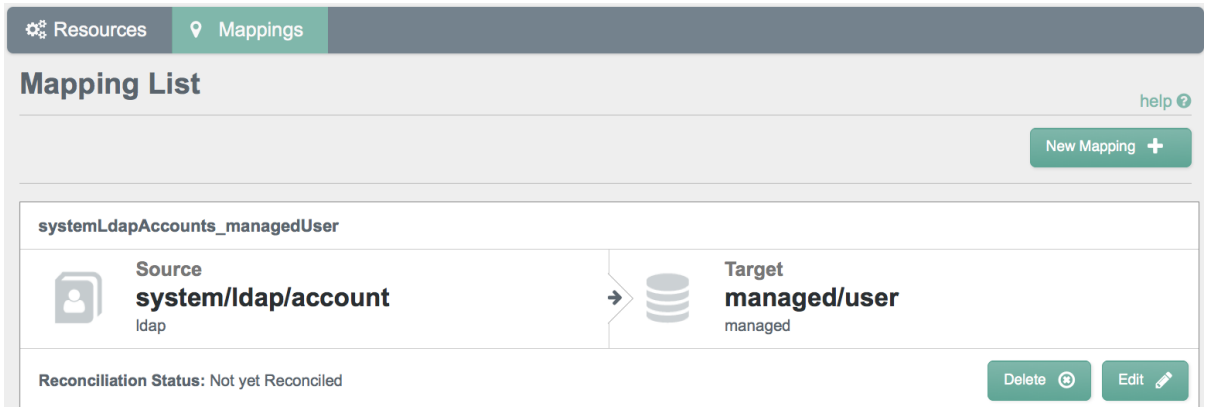 Resources Mappings
Mapping List
help
New Mapping
systemLdapAccounts_managedUser
Source
system/ldap/account
ldap
Target
managed/user
managed
Reconciliation Status: Not yet Reconciled
Delete Edit